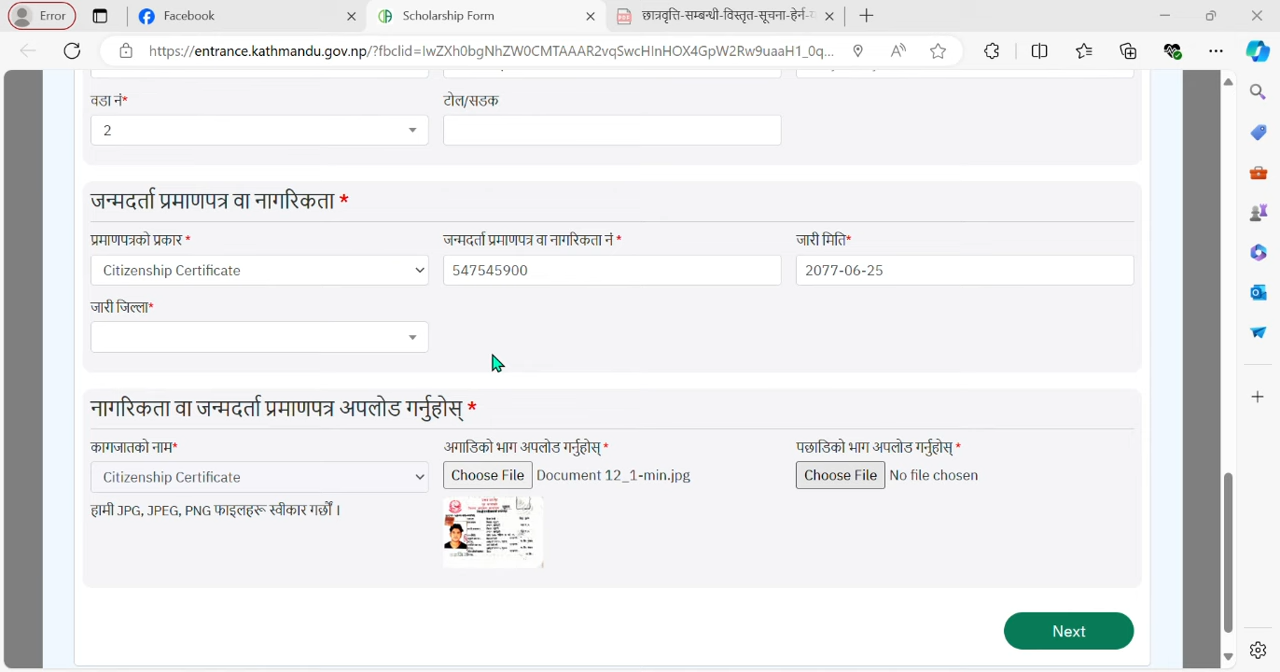 Error
Facebook
Scholarship Form
छात्रवृत्ति-सम्बन्धी-विस्तृत-सूचना-हेर्न-
https://entrance.kathmandu.gov.np/?fbclid=IwZXh0bgNhZW0CMTAAAR2vqSwcHlnHOX4GpW2Rw9uaaH1_0q...
वडा नं*
टोल/सडक
2
जन्मदर्ता प्रमाणपत्र वा नागरिकता *
प्रमाणपत्रको प्रकार *
जन्मदर्ता प्रमाणपत्र वा नागरिकता नं *
जारी मिति*
Citizenship Certificate
547545900
2077-06-25
जारी जिल्ला*
नागरिकता वा जन्मदर्ता प्रमाणपत्र अपलोड गर्नुहोस् *
कागजातको नाम*
अगाडिको भाग अपलोड गर्नुहोस् *
पछाडिको भाग अपलोड गर्नुहोस् *
Citizenship Certificate
Choose File Document 12_1-min.jpg
Choose File No file chosen
हामी JPG, JPEG, PNG फाइलहरू स्वीकार गर्छौं ।
Next